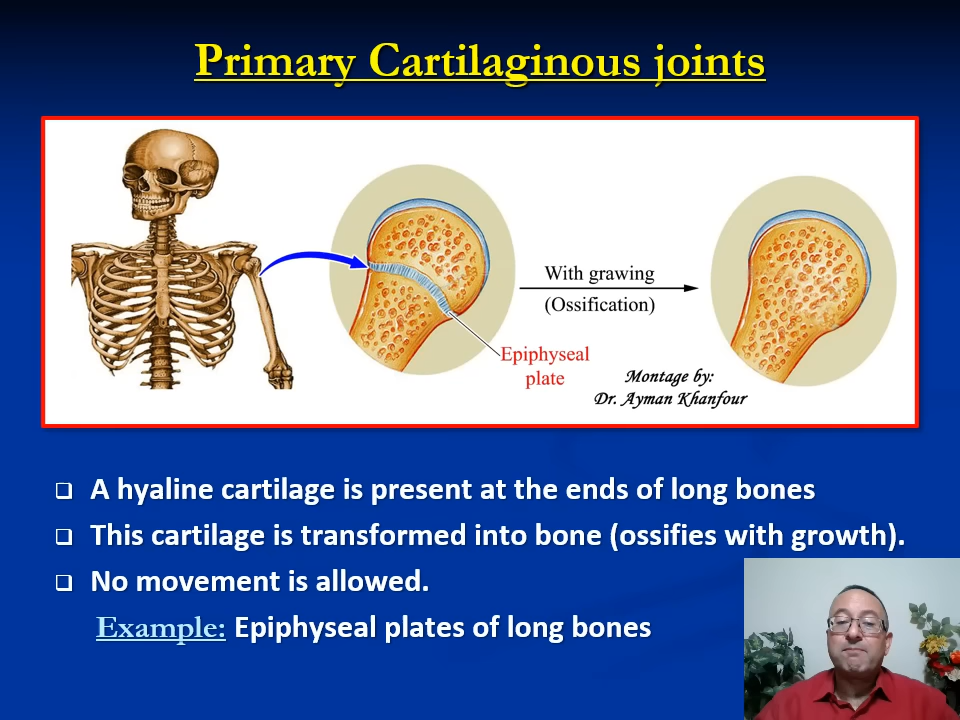 Primary Cartilaginous joints
With grawing
(Ossification)
Epiphyseal
plate
Montage by:
Dr. Ayman Khanfour
A hyaline cartilage is present at the ends of long bones
This cartilage is transformed into bone (ossifies with growth).
No movement is allowed.
Example: Epiphyseal plates of long bones